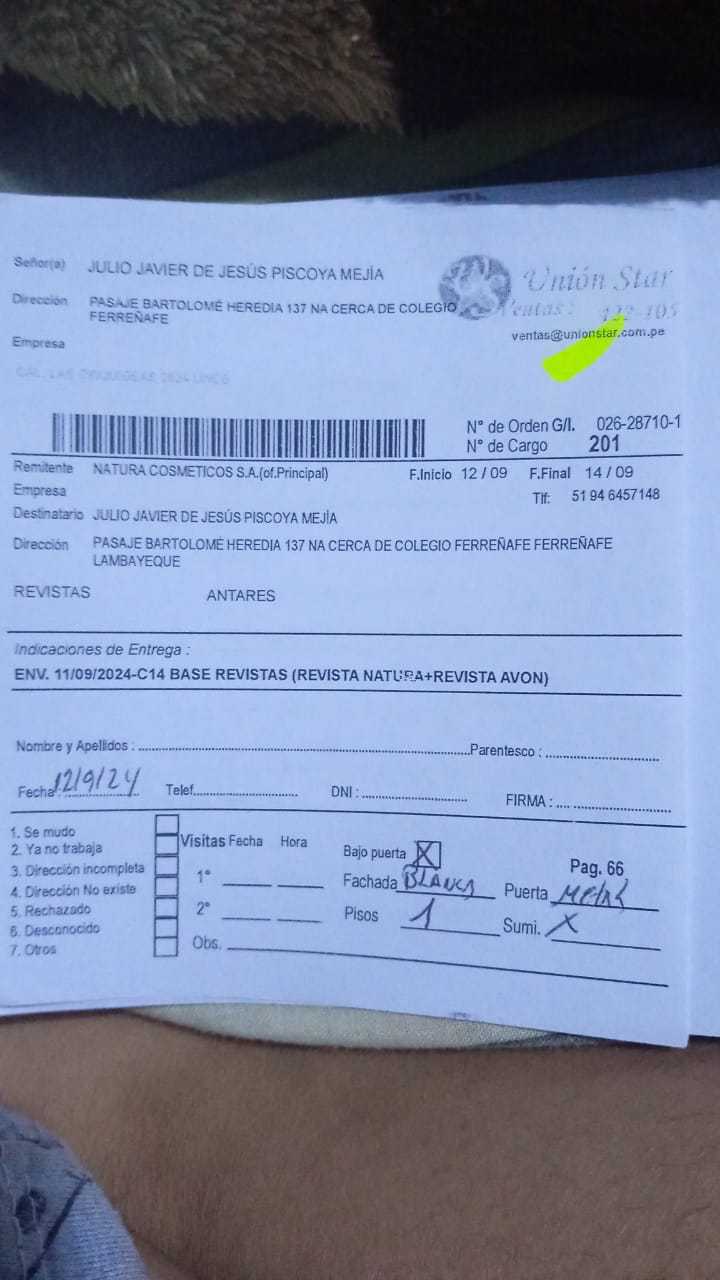 Señor(a) JULIO JAVIER DE JESÚS PISCOYA MEJÍA
Unión Star
Dirección PASAJE BARTOLOMÉ HEREDIA 137 NA CERCA DE COLEGIO
FERREÑAFE
Ventas:
ventas@unionstar.com.pe
Empresa
N° de Orden G/I. 026-28710-1
N° de Cargo 201
Remitente NATURA COSMETICOS S.A.(of.Principal) F.Inicio 12 / 09 F.Final 14 / 09
Empresa Tlf: 51 94 6457148
Destinatario JULIO JAVIER DE JESÚS PISCOYA MEJÍA
Dirección PASAJE BARTOLOMÉ HEREDIA 137 NA CERCA DE COLEGIO FERREÑAFE FERREÑAFE
LAMBAYEQUE
REVISTAS ANTARES
Indicaciones de Entrega :
ENV. 11/09/2024-C14 BASE REVISTAS (REVISTA NATURA+REVISTA AVON)
Nombre y Apellidos : Parentesco :
Fecha: 12/9/24 Telef. DNI : FIRMA :
1. Se mudo
2. Ya no trabaja
3. Dirección incompleta
4. Dirección No existe
5. Rechazado
6. Desconocido
7. Otros
Visitas Fecha Hora
1°
2°
Obs.
Bajo puerta X
Fachada BLANCA
Pisos 1
Pag. 66
Puerta
Sumi. X